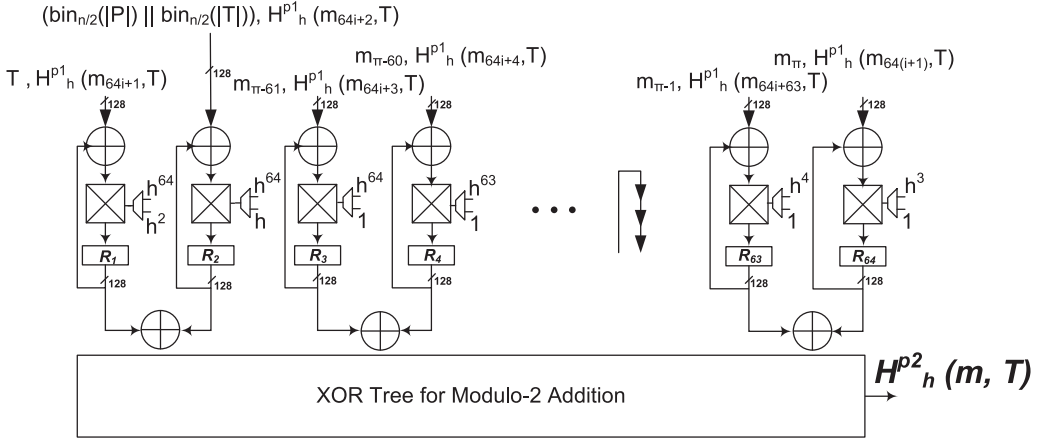 (bin_{n/2}(|P|) || bin_{n/2}(|T|)), H^{p1}_h (m_{64i+2},T)
T , H^{p1}_h (m_{64i+1},T)
m_{π-61}, H^{p1}_h (m_{64i+3},T)
m_{π-60}, H^{p1}_h (m_{64i+4},T)
m_{π-1}, H^{p1}_h (m_{64i+63},T)
m_π, H^{p1}_h (m_{64(i+1)},T)
128 128 128 128 128 128
h^{64} h^{64} h^{64} h^{63} h^4 h^3
h^2 h 1 1 1 1
• • •
R_1 R_2 R_3 R_4 R_{63} R_{64}
128 128 128 128 128 128
XOR Tree for Modulo-2 Addition
H^{p2}_h (m, T)